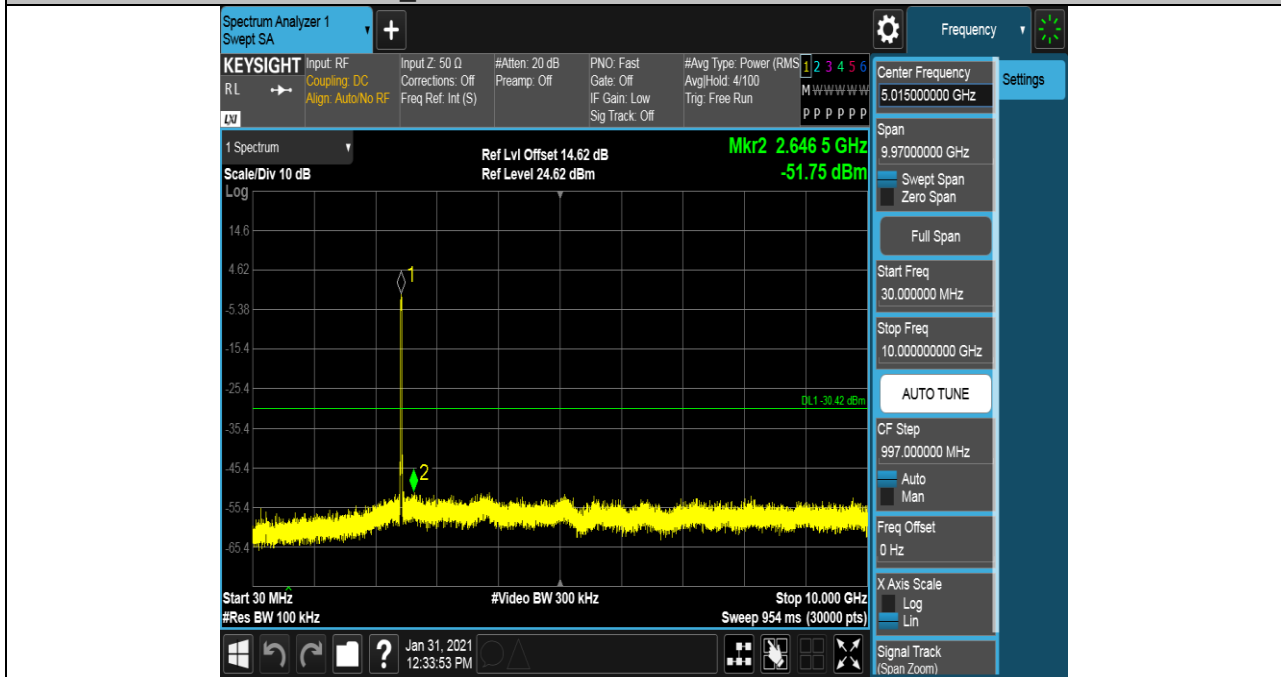 Spectrum Analyzer 1
Swept SA
+
Frequency
KEYSIGHT
RL
LXI
Input: RF
Coupling: DC
Align: Auto/No RF
Input Z: 50 Ω
Corrections: Off
Freq Ref: Int (S)
#Atten: 20 dB
Preamp: Off
PNO: Fast
Gate: Off
IF Gain: Low
Sig Track: Off
#Avg Type: Power (RMS
Avg|Hold: 4/100
Trig: Free Run
1 2 3 4 5 6
M W W W W W
P P P P P P
1 Spectrum
Scale/Div 10 dB
Log
Ref Lvl Offset 14.62 dB
Ref Level 24.62 dBm
Mkr2 2.646 5 GHz
-51.75 dBm
14.6
4.62
-5.38
-15.4
-25.4
-35.4
-45.4
-55.4
-65.4
1
2
DL1 -30.42 dBm
Start 30 MHz
#Res BW 100 kHz
#Video BW 300 kHz
Stop 10.000 GHz
Sweep 954 ms (30000 pts)
?
Jan 31, 2021
12:33:53 PM
Center Frequency
5.015000000 GHz
Span
9.97000000 GHz
Swept Span
Zero Span
Full Span
Start Freq
30.000000 MHz
Stop Freq
10.000000000 GHz
AUTO TUNE
CF Step
997.000000 MHz
Auto
Man
Freq Offset
0 Hz
X Axis Scale
Log
Lin
Signal Track
(Span Zoom)
Settings